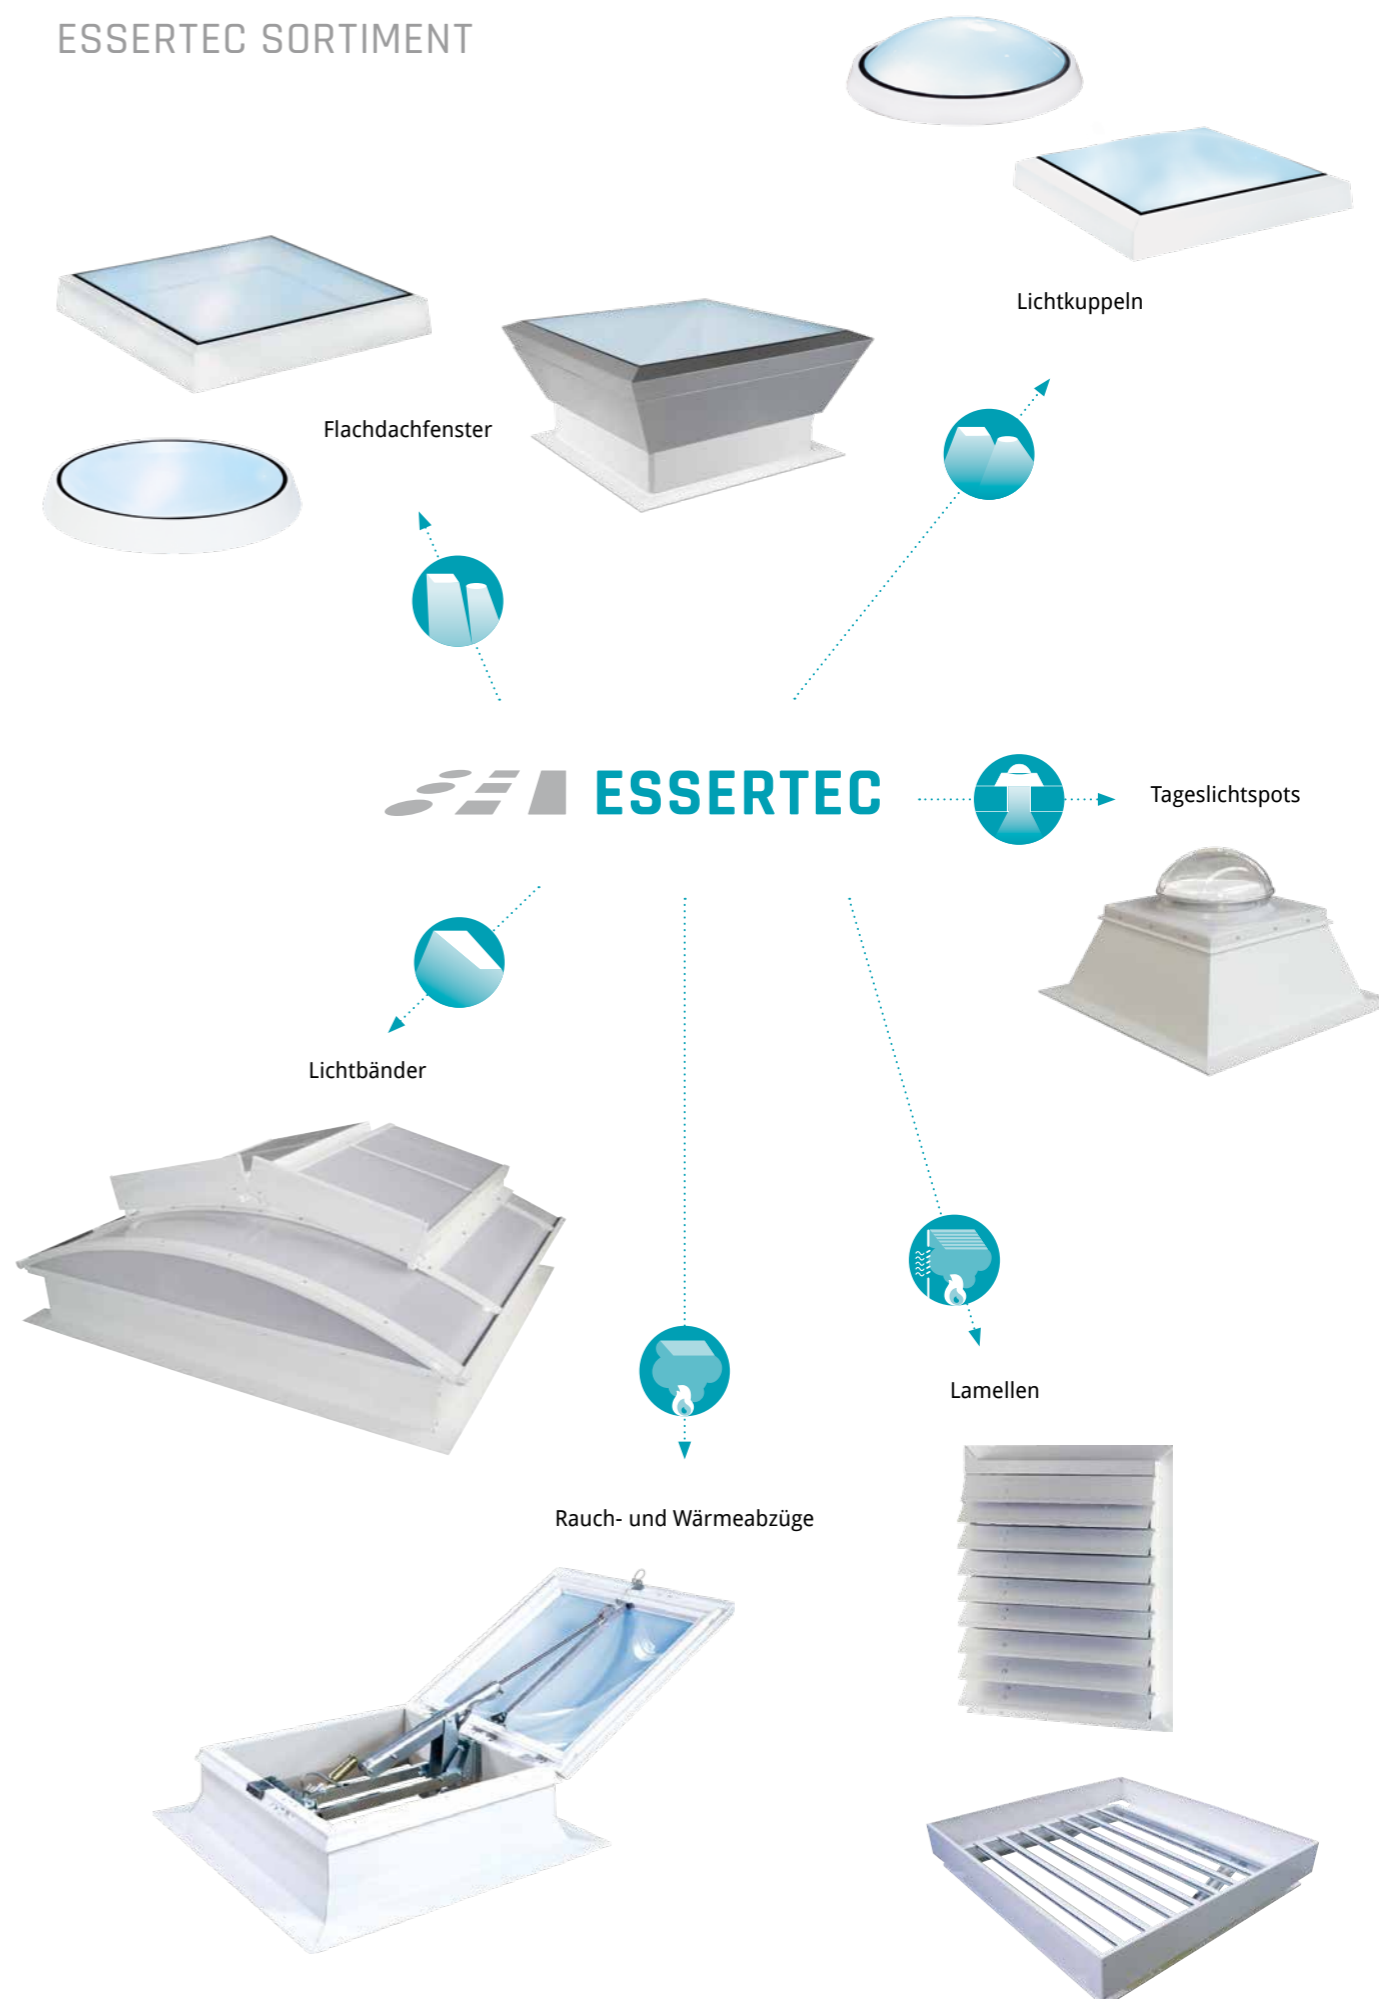 ESSERTEC SORTIMENT
Lichtkuppeln
Flachdachfenster
ESSERTEC
Tageslichtspots
Lichtbänder
Lamellen
Rauch- und Wärmeabzüge